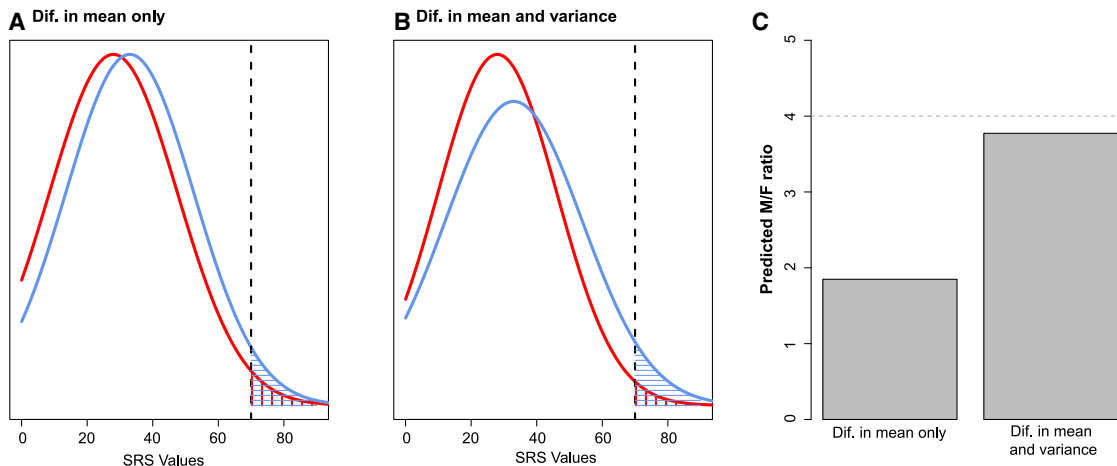 A Dif. in mean only
0 20 40 60 80
SRS Values
B Dif. in mean and variance
0 20 40 60 80
SRS Values
C
Predicted M/F ratio
5
4
3
2
1
0
Dif. in mean only
Dif. in mean
and variance